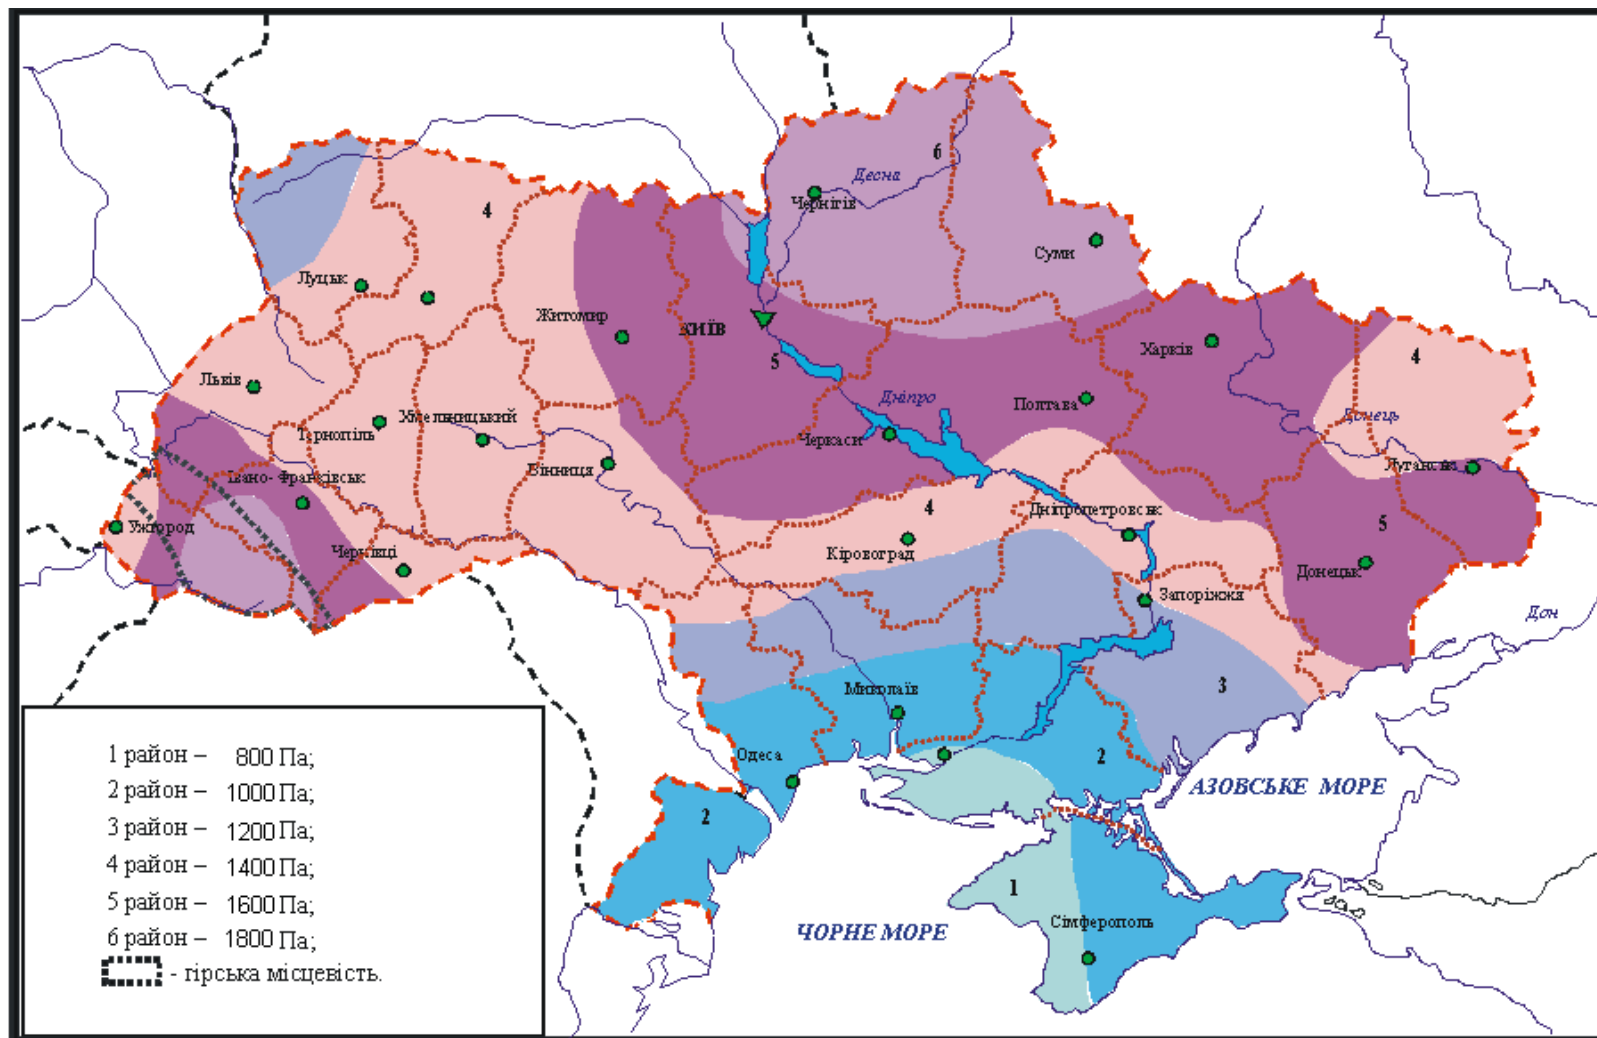 6
Десна
Чернігів
4
Суми
Луцьк
Житомир
КИЇВ
5
Харків
4
Львів
Дніпро
Полтава
Донець
Тернопіль
Хмельницький
Черкаси
Вінниця
Луганськ
Івано-Франківськ
Ужгород
4
Дніпропетровськ
5
Чернівці
Кіровоград
Донецьк
Запоріжжя
Дон
Миколаїв
3
Одеса
2
АЗОВСЬКЕ МОРЕ
2
1
Сімферополь
ЧОРНЕ МОРЕ
1 район – 800 Па;
2 район – 1000 Па;
3 район – 1200 Па;
4 район – 1400 Па;
5 район – 1600 Па;
6 район – 1800 Па;
- гірська місцевість.